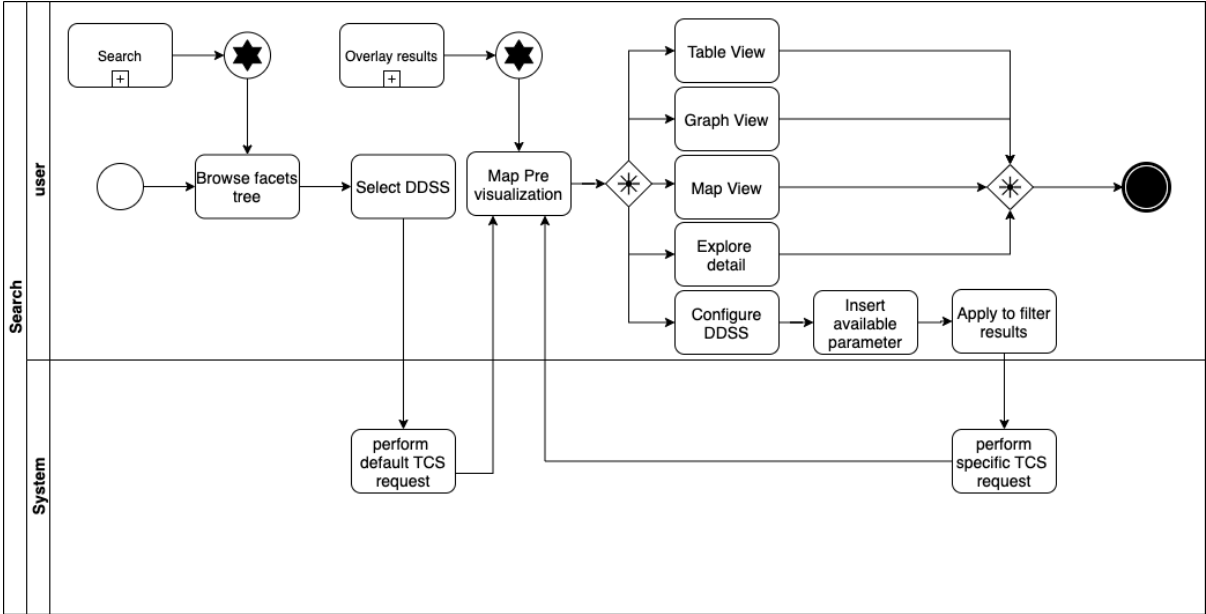 Search
user
System
Search
+
Overlay results
+
Browse facets
tree
Select DDSS
Map Pre
visualization
Table View
Graph View
Map View
Explore
detail
Configure
DDSS
Insert
available
parameter
Apply to filter
results
perform
default TCS
request
perform
specific TCS
request